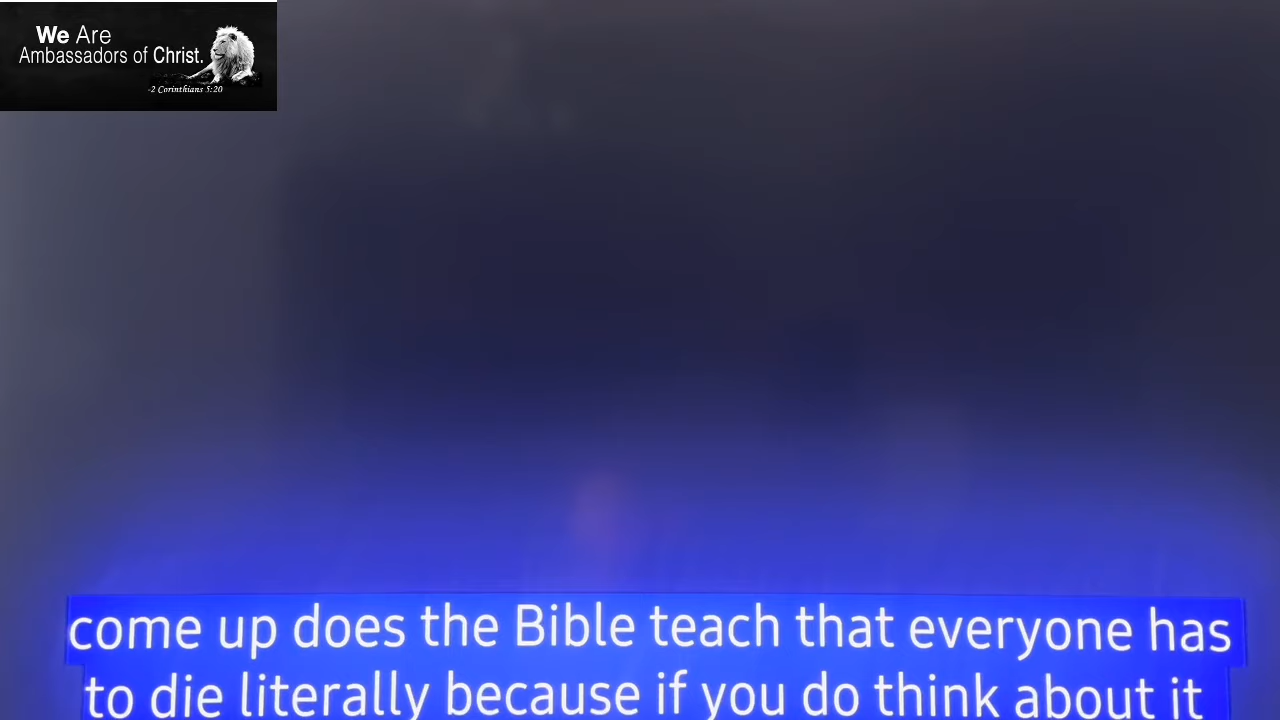 We Are
Ambassadors of Christ.
-2 Corinthians 5:20
come up does the Bible teach that everyone has
to die literally because if you do think about it